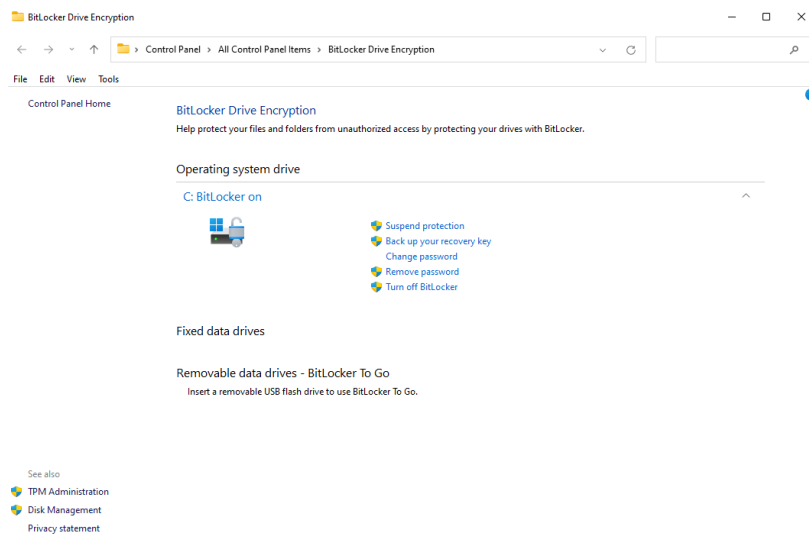 BitLocker Drive Encryption
Control Panel › All Control Panel Items › BitLocker Drive Encryption
File Edit View Tools
Control Panel Home
BitLocker Drive Encryption
Help protect your files and folders from unauthorized access by protecting your drives with BitLocker.
Operating system drive
C: BitLocker on
Suspend protection
Back up your recovery key
Change password
Remove password
Turn off BitLocker
Fixed data drives
Removable data drives - BitLocker To Go
Insert a removable USB flash drive to use BitLocker To Go.
See also
TPM Administration
Disk Management
Privacy statement